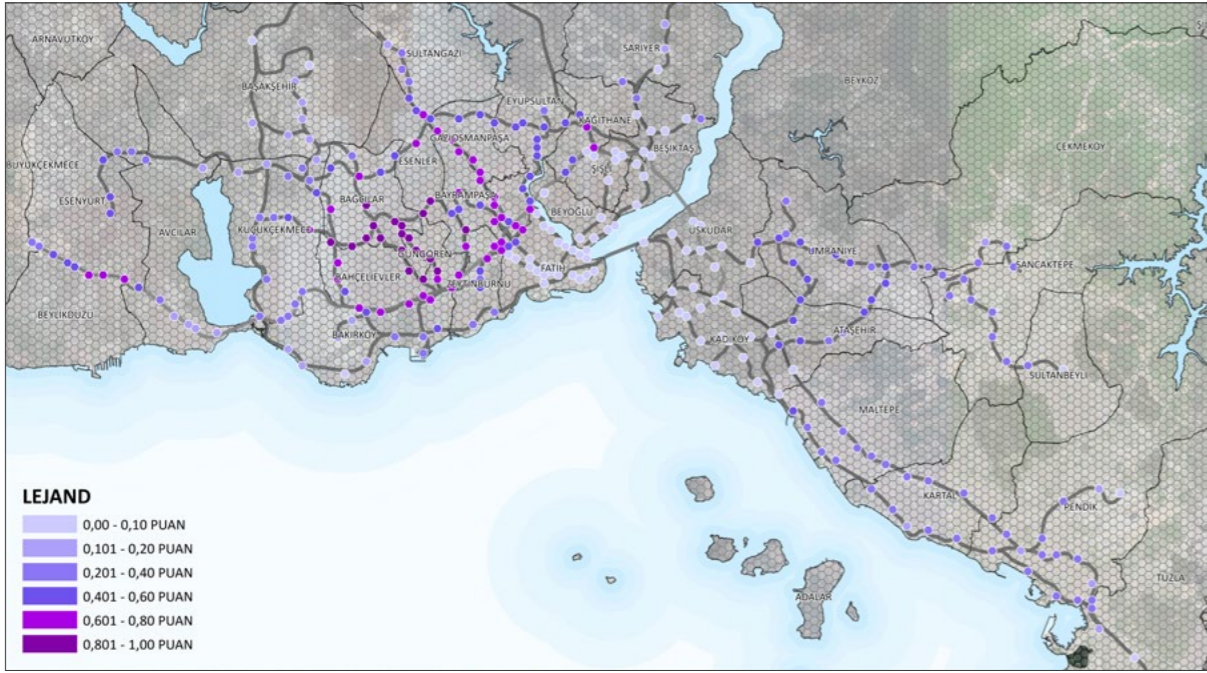 ARNAVUTKÖY
SULTANGAZİ
SARIYER
BEYKOZ
BAŞAKŞEHİR
EYÜPSULTAN
KAĞITHANE
GAZİOSMANPAŞA
BEŞİKTAŞ
ÇEKMEKÖY
BÜYÜKÇEKMECE
ESENLER
ŞİŞLİ
ESENYURT
BAĞCILAR
BAYRAMPAŞA
BEYOĞLU
AVCILAR
KÜÇÜKÇEKMECE
ÜSKÜDAR
ÜMRANİYE
GÜNGÖREN
FATİH
SANCAKTEPE
BAHÇELİEVLER
ZEYTİNBURNU
BEYLİKDÜZÜ
BAKIRKÖY
KADIKÖY
ATAŞEHİR
SULTANBEYLİ
MALTEPE
KARTAL
PENDİK
TUZLA
ADALAR
LEJAND
0,00 - 0,10 PUAN
0,101 - 0,20 PUAN
0,201 - 0,40 PUAN
0,401 - 0,60 PUAN
0,601 - 0,80 PUAN
0,801 - 1,00 PUAN